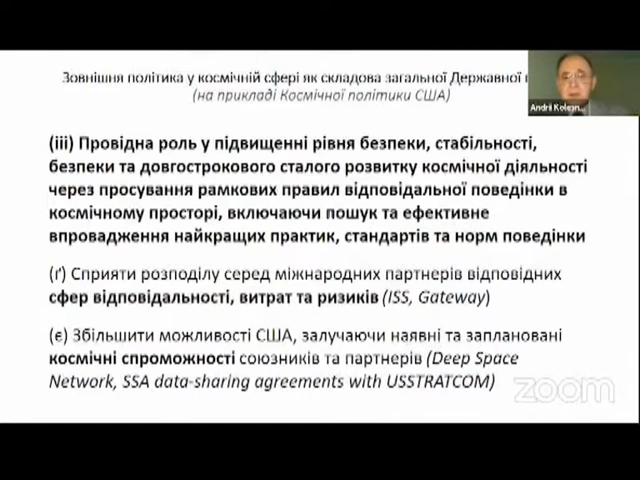 Зовнішня політика у космічній сфері як складова загальної Державної
(на прикладі Космічної політики США)
Andrii Kolezn...
(iii) Провідна роль у підвищенні рівня безпеки, стабільності,
безпеки та довгострокового сталого розвитку космічної діяльності
через просування рамкових правил відповідальної поведінки в
космічному просторі, включаючи пошук та ефективне
впровадження найкращих практик, стандартів та норм поведінки
(ґ) Сприяти розподілу серед міжнародних партнерів відповідних
сфер відповідальності, витрат та ризиків (ISS, Gateway)
(є) Збільшити можливості США, залучаючи наявні та заплановані
космічні спроможності союзників та партнерів (Deep Space
Network, SSA data-sharing agreements with USSTRATCOM)
zoom